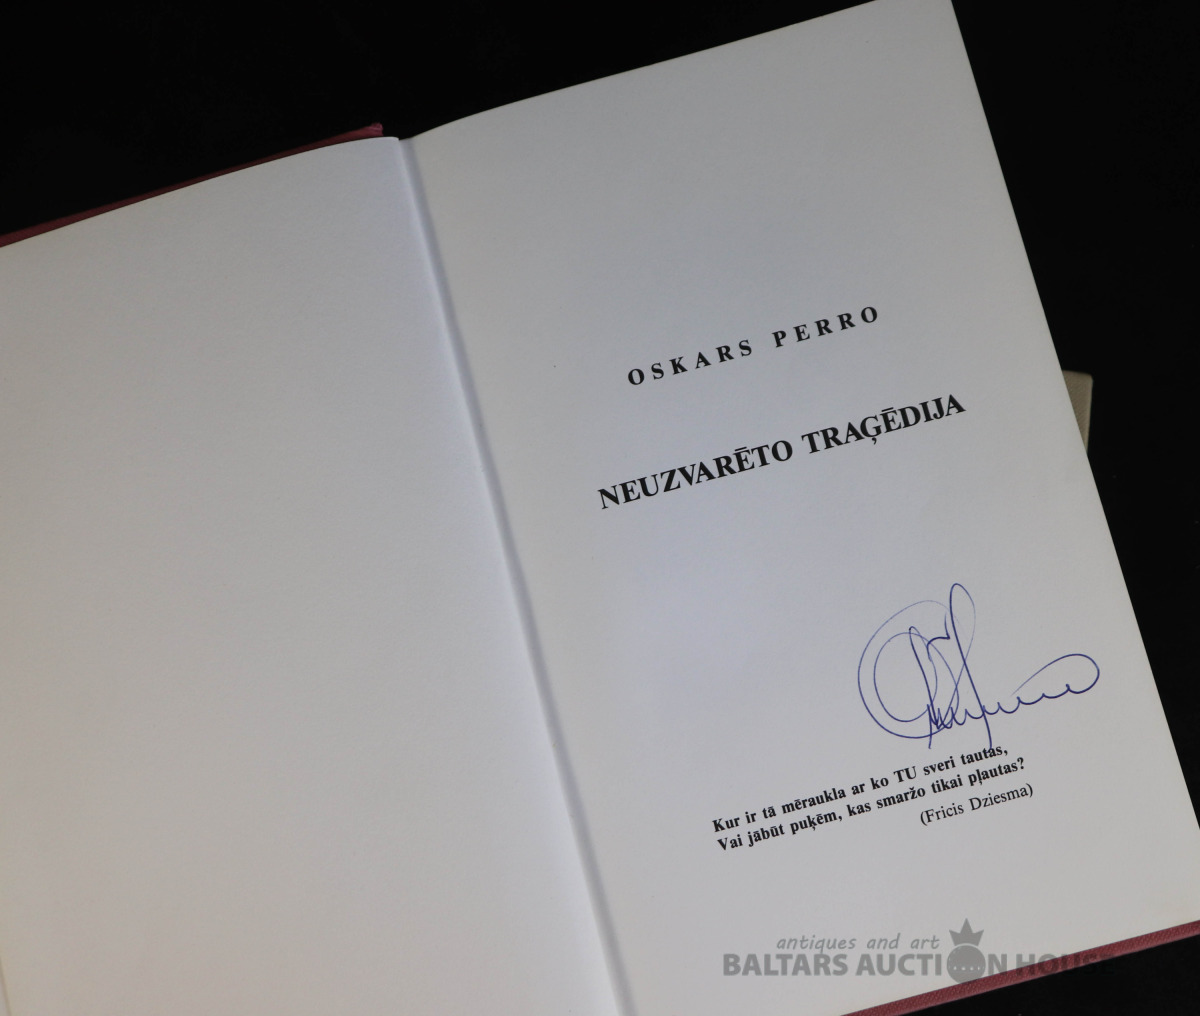 OSKARS PERRO
NEUZVARĒTO TRAĢĒDIJA
Kur ir tā mēraukla ar ko TU sveri tautas,
Vai jābūt puķēm, kas smaržo tikai pļautas?
(Fricis Dziesma)
antiques and art
BALTARS AUCTION HOUSE